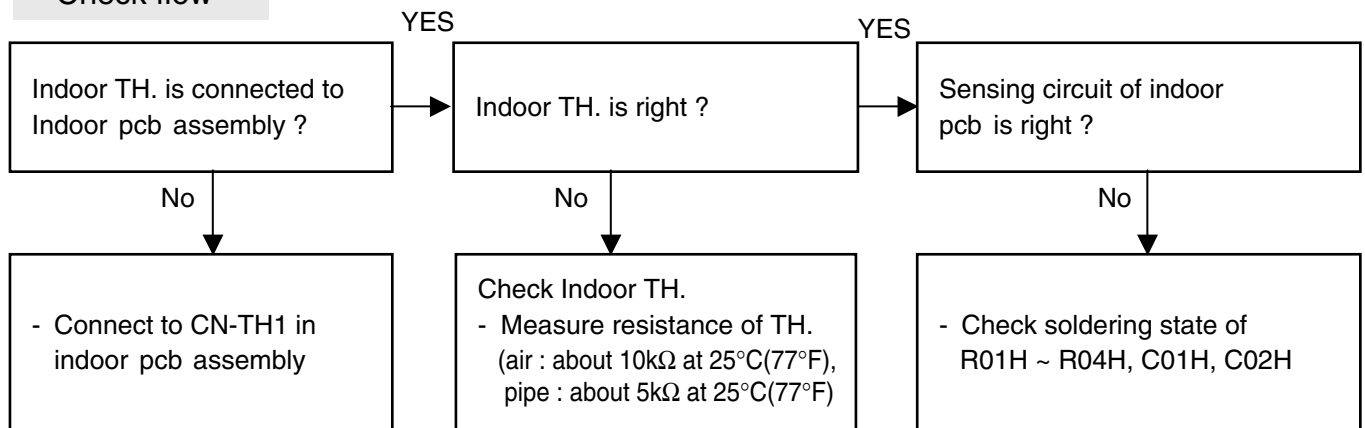 Check flow
YES
YES
Indoor TH. is connected to
Indoor pcb assembly ?
Indoor TH. is right ?
Sensing circuit of indoor
pcb is right ?
No
No
No
- Connect to CN-TH1 in
indoor pcb assembly
Check Indoor TH.
- Measure resistance of TH.
(air : about 10kΩ at 25°C(77°F),
pipe : about 5kΩ at 25°C(77°F)
- Check soldering state of
R01H ~ R04H, C01H, C02H